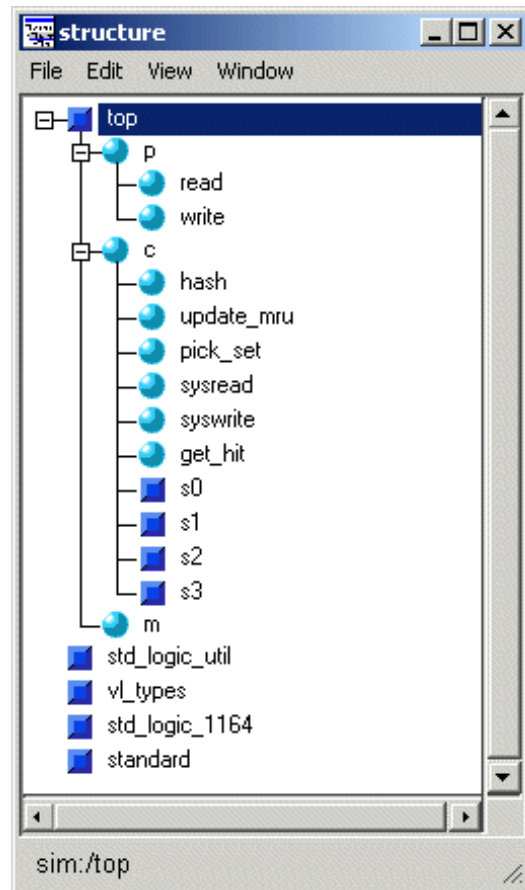 structure
File Edit View Window
top
p
read
write
c
hash
update_mru
pick_set
sysread
syswrite
get_hit
s0
s1
s2
s3
m
std_logic_util
vl_types
std_logic_1164
standard
sim:/top